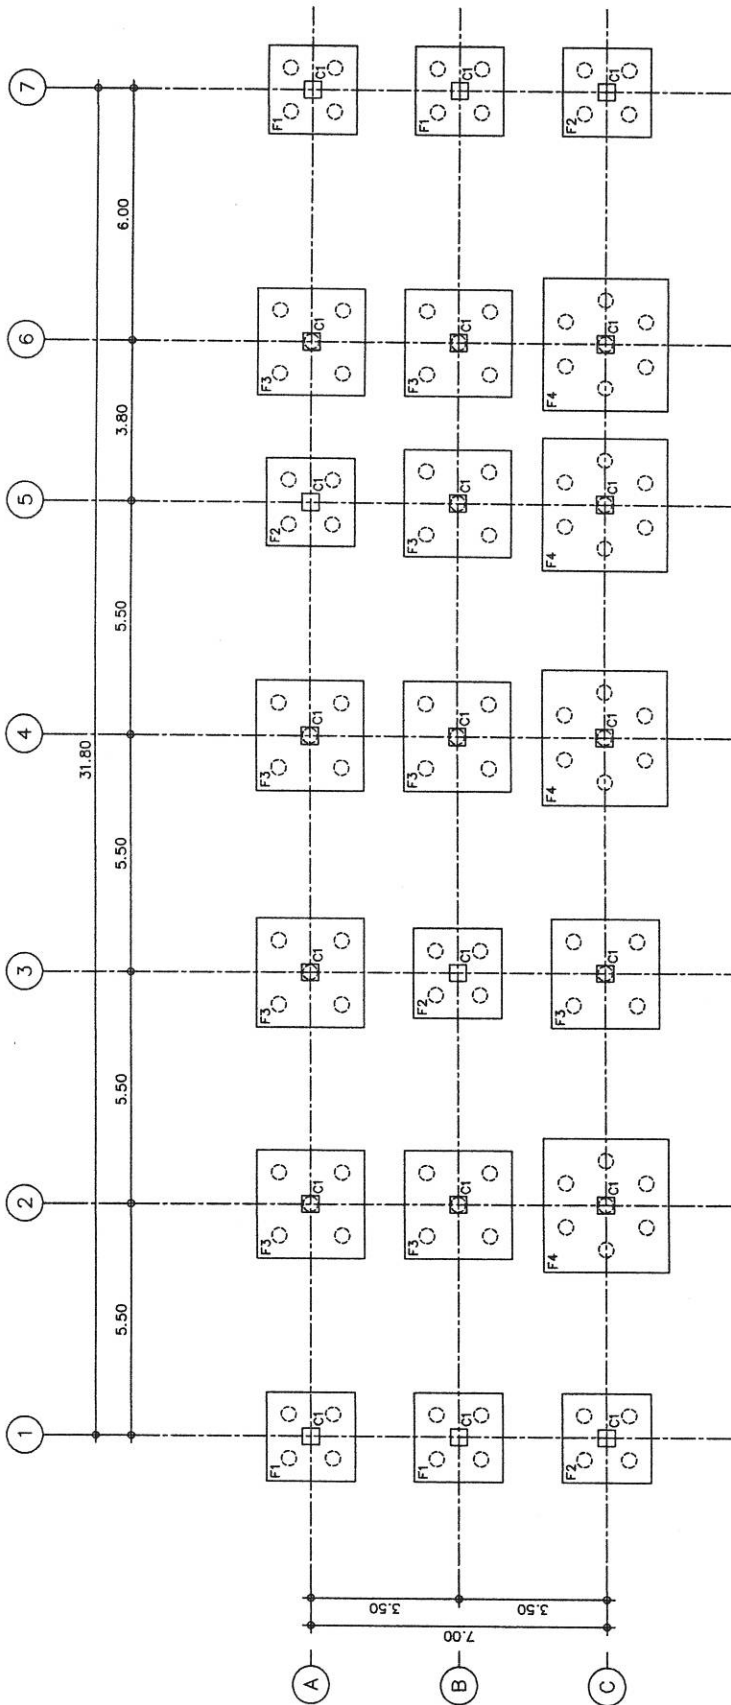 1 2 3 4 5 6 7
31.80
5.50 5.50 5.50 5.50 3.80 6.00
F1 F3 F3 F3 F2 F3 F1
A C1 C1 C1 C1 C1 C1 C1
3.50
F1 F3 F2 F3 F3 F3 F1
B 7.00 C1 C1 C1 C1 C1 C1 C1
3.50
F2 F4 F3 F4 F4 F4 F2
C C1 C1 C1 C1 C1 C1 C1